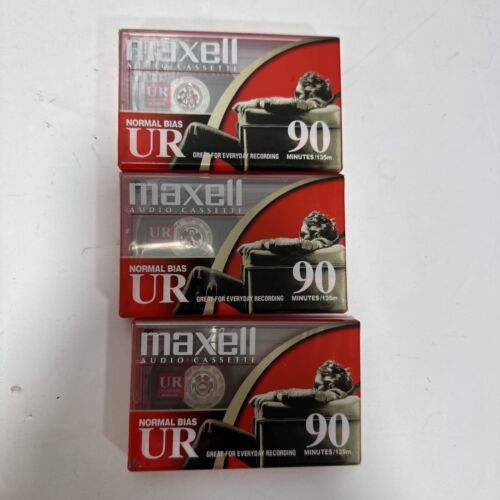 maxell
AUDIO CASSETTE
UR
NORMAL BIAS
UR
GREAT FOR EVERYDAY RECORDING
90
MINUTES/135m
maxell
AUDIO CASSETTE
UR
NORMAL BIAS
UR
GREAT FOR EVERYDAY RECORDING
90
MINUTES/135m
maxell
AUDIO CASSETTE
UR
NORMAL BIAS
UR
GREAT FOR EVERYDAY RECORDING
90
MINUTES/135m